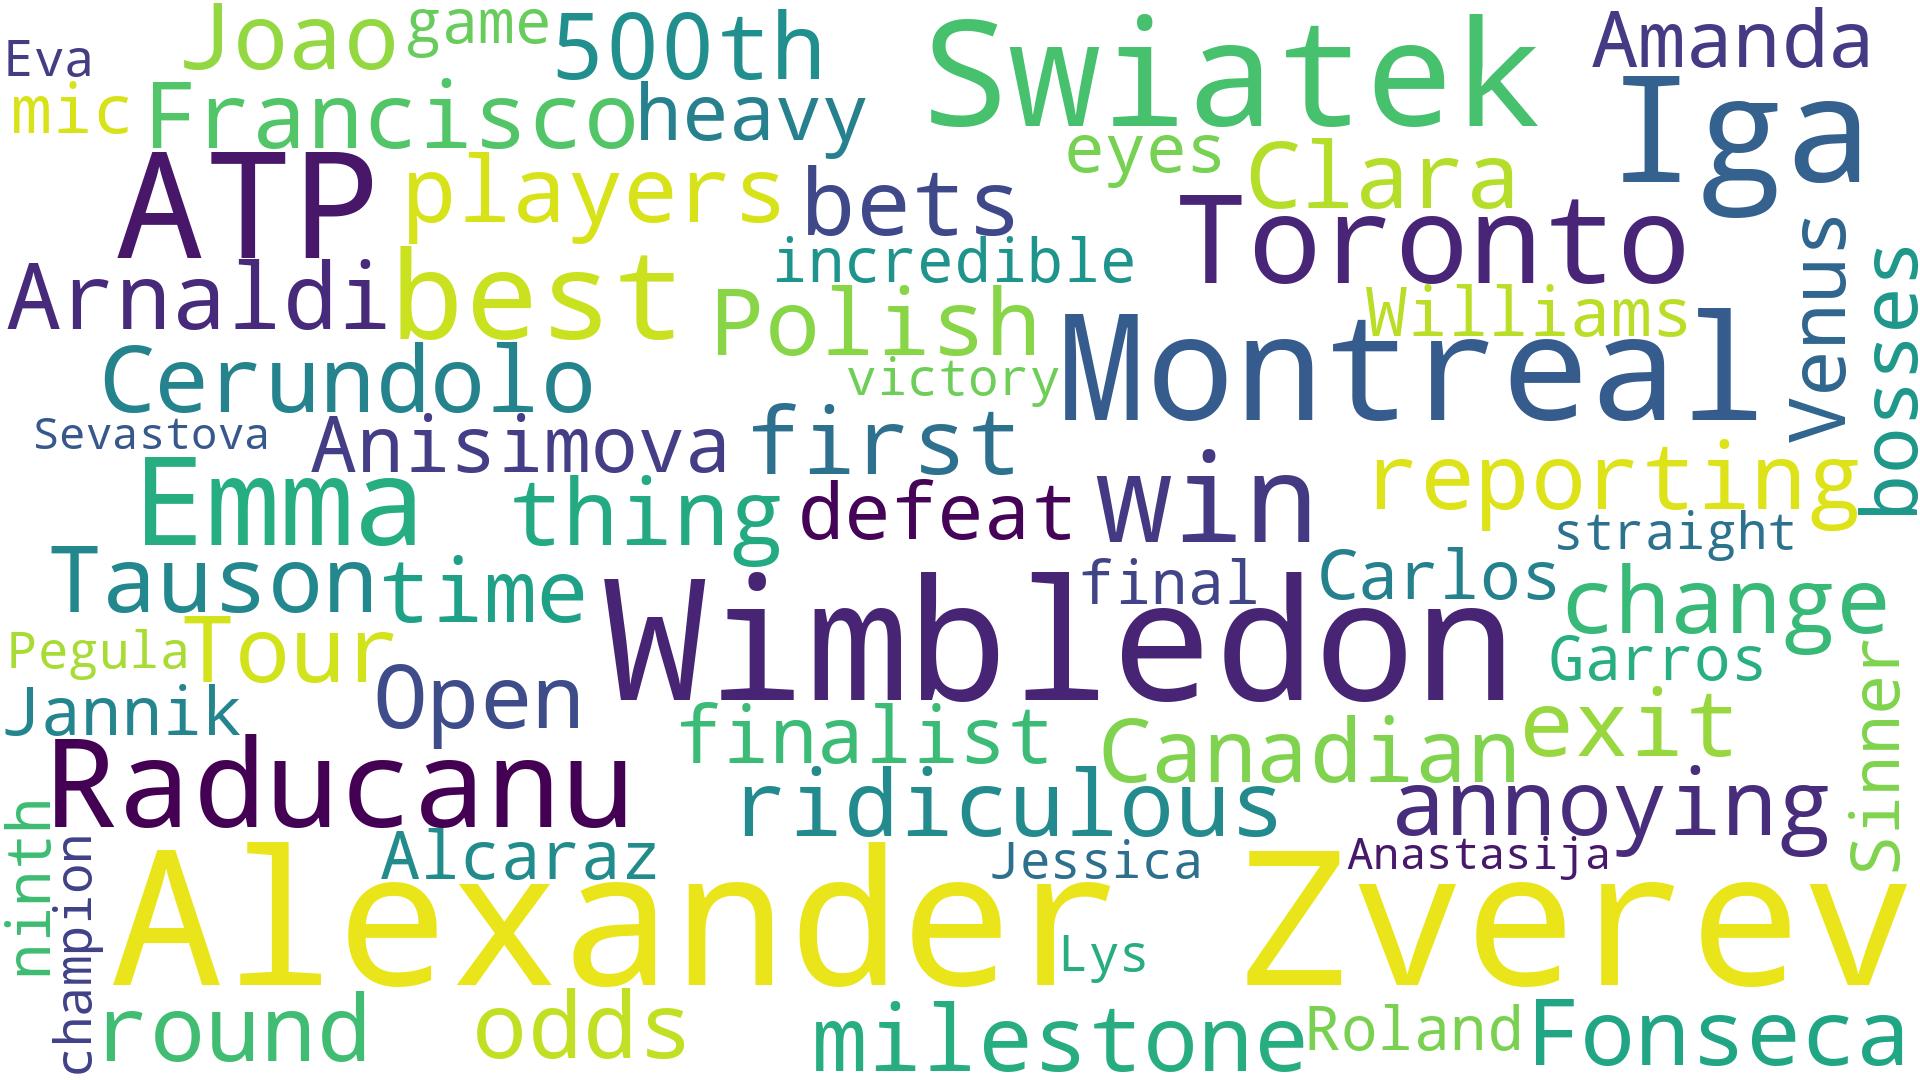 Eva
Joao
game
500th
Swiatek
Amanda
mic
Francisco
heavy
Iga
eyes
Clara
ATP
players
bets
Toronto
incredible
Venus
bosses
Arnaldi
best
Polish
Williams
Montreal
Cerundolo
victory
Sevastova
Anisimova
first
reporting
Emma
thing
defeat
win
straight
Tauson
time
final
Carlos
change
Wimbledon
Pegula
Tour
Open
Garros
Jannik
finalist
Canadian
exit
Sinner
Raducanu
ridiculous
annoying
ninth
champion
Alcaraz
Jessica
Anastasija
Alexander
Lys
Zverev
round
odds
milestone
Roland
Fonseca